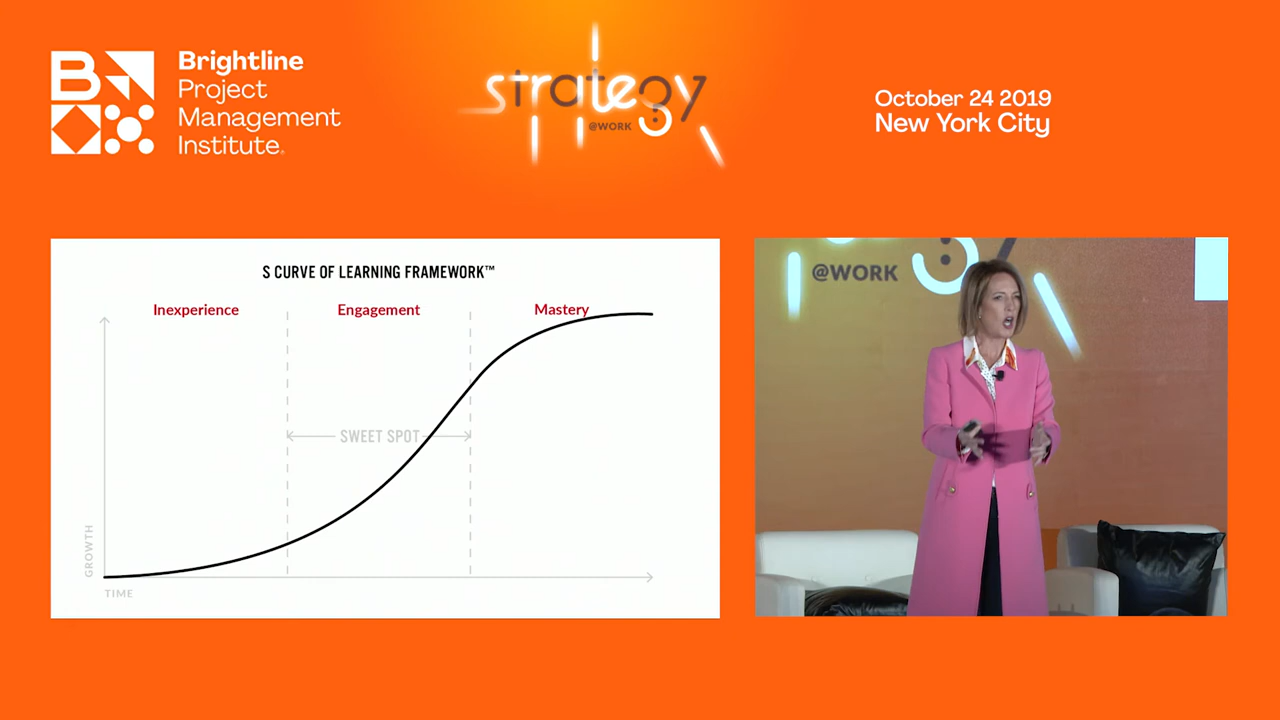 Brightline
Project
Management
Institute.
strategy
@WORK
October 24 2019
New York City
S CURVE OF LEARNING FRAMEWORK™
Inexperience
Engagement
Mastery
SWEET SPOT
GROWTH
TIME
@WORK